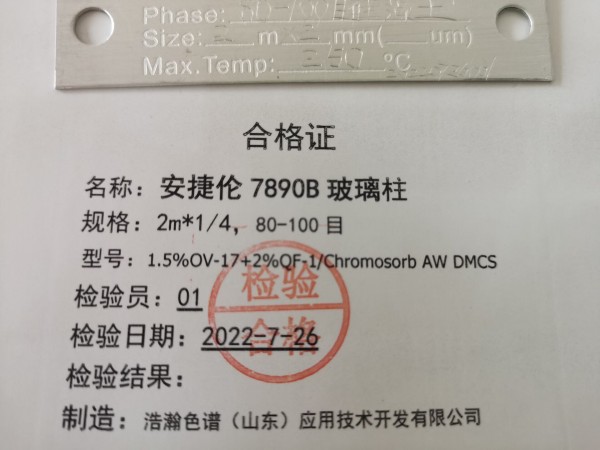 Phase:
Size: m mm( um)
Max.Temp: ℃
合格证
名称：安捷伦 7890B 玻璃柱
规格：2m*1/4，80-100 目
型号：1.5%OV-17+2%QF-1/Chromosorb AW DMCS
检验员：01
检验日期：2022-7-26
检验结果：
制造：浩瀚色谱（山东）应用技术开发有限公司
检验
合格